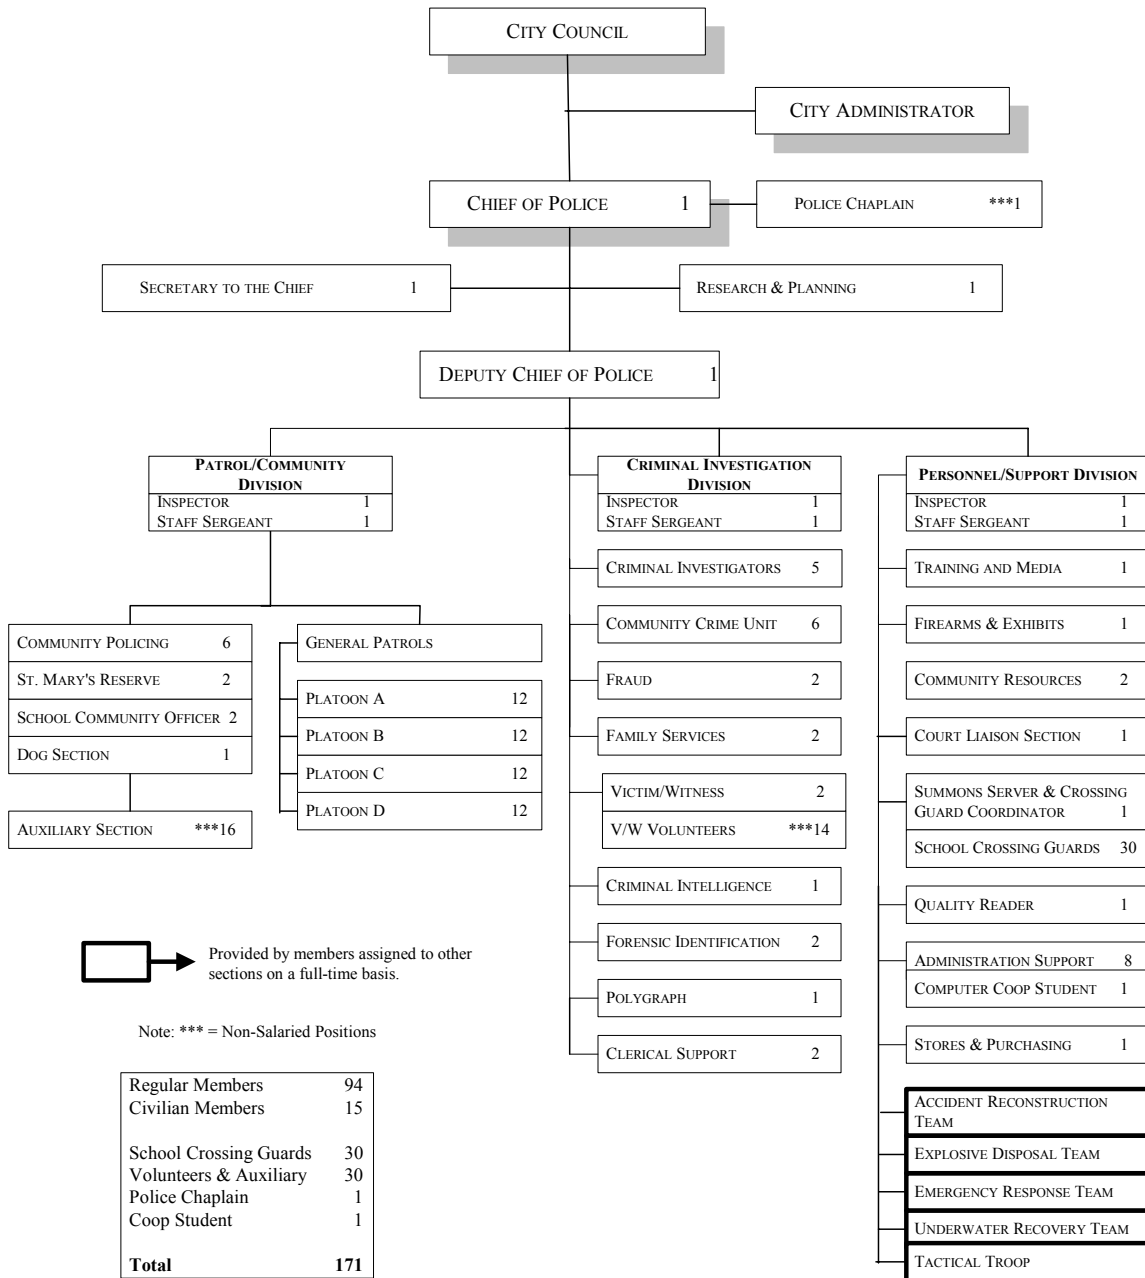 CITY COUNCIL
CITY ADMINISTRATOR
CHIEF OF POLICE 1
POLICE CHAPLAIN ***1
SECRETARY TO THE CHIEF 1
RESEARCH & PLANNING 1
DEPUTY CHIEF OF POLICE 1
PATROL/COMMUNITY
DIVISION
INSPECTOR 1
STAFF SERGEANT 1
COMMUNITY POLICING 6
ST. MARY'S RESERVE 2
SCHOOL COMMUNITY OFFICER 2
DOG SECTION 1
AUXILIARY SECTION ***16
GENERAL PATROLS
PLATOON A 12
PLATOON B 12
PLATOON C 12
PLATOON D 12
CRIMINAL INVESTIGATION
DIVISION
INSPECTOR 1
STAFF SERGEANT 1
CRIMINAL INVESTIGATORS 5
COMMUNITY CRIME UNIT 6
FRAUD 2
FAMILY SERVICES 2
VICTIM/WITNESS 2
V/W VOLUNTEERS ***14
CRIMINAL INTELLIGENCE 1
FORENSIC IDENTIFICATION 2
POLYGRAPH 1
CLERICAL SUPPORT 2
PERSONNEL/SUPPORT DIVISION
INSPECTOR 1
STAFF SERGEANT 1
TRAINING AND MEDIA 1
FIREARMS & EXHIBITS 1
COMMUNITY RESOURCES 2
COURT LIAISON SECTION 1
SUMMONS SERVER & CROSSING
GUARD COORDINATOR 1
SCHOOL CROSSING GUARDS 30
QUALITY READER 1
ADMINISTRATION SUPPORT 8
COMPUTER COOP STUDENT 1
STORES & PURCHASING 1
ACCIDENT RECONSTRUCTION
TEAM
EXPLOSIVE DISPOSAL TEAM
EMERGENCY RESPONSE TEAM
UNDERWATER RECOVERY TEAM
TACTICAL TROOP
Provided by members assigned to other
sections on a full-time basis.
Note: *** = Non-Salaried Positions
Regular Members 94
Civilian Members 15
School Crossing Guards 30
Volunteers & Auxiliary 30
Police Chaplain 1
Coop Student 1
Total 171